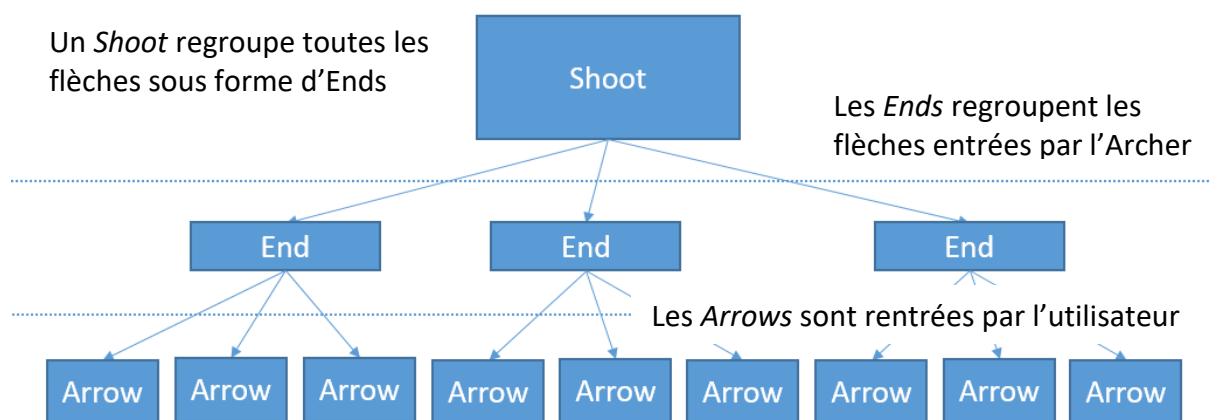 Un Shoot regroupe toutes les
flèches sous forme d’Ends
Shoot
Les Ends regroupent les
flèches entrées par l’Archer
End
End
End
Les Arrows sont rentrées par l’utilisateur
Arrow
Arrow
Arrow
Arrow
Arrow
Arrow
Arrow
Arrow
Arrow